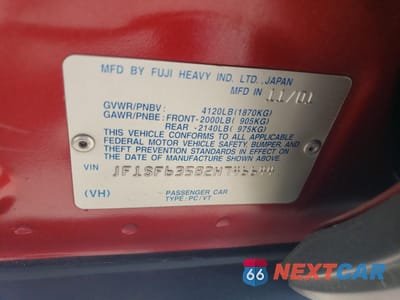 MFD BY FUJI HEAVY IND. LTD., JAPAN
MFD IN 11/01
GVWR/PNBV: 4120LB(1870KG)
GAWR/PNBE: FRONT-2000LB( 905KG)
REAR -2140LB( 975KG)
THIS VEHICLE CONFORMS TO ALL APPLICABLE
FEDERAL MOTOR VEHICLE SAFETY, BUMPER,
AND THEFT PREVENTION STANDARDS IN
EFFECT ON THE DATE OF MANUFACTURE
SHOWN ABOVE.
VIN
(VH) PASSENGER CAR
TYPE:PC/VT
66 NEXTCAR